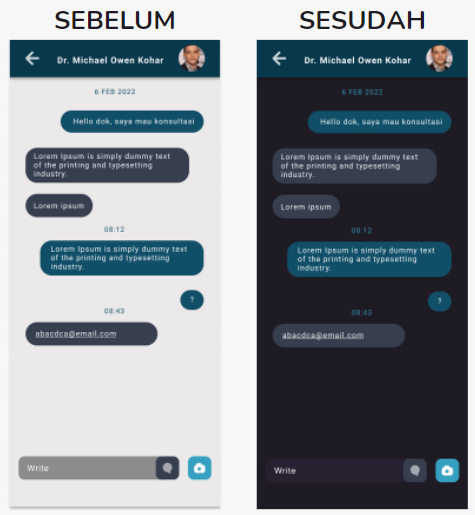 SEBELUM
Dr. Michael Owen Kohar
6 FEB 2022
Hello dok, saya mau konsultasi
Lorem Ipsum is simply dummy text
of the printing and typesetting
industry.
Lorem ipsum
08:12
Lorem Ipsum is simply dummy text
of the printing and typesetting
industry.
?
08:43
abacdca@email.com
Write
SESUDAH
Dr. Michael Owen Kohar
6 FEB 2022
Hello dok, saya mau konsultasi
Lorem Ipsum is simply dummy text
of the printing and typesetting
industry.
Lorem ipsum
08:12
Lorem Ipsum is simply dummy text
of the printing and typesetting
industry.
?
08:43
abacdca@email.com
Write